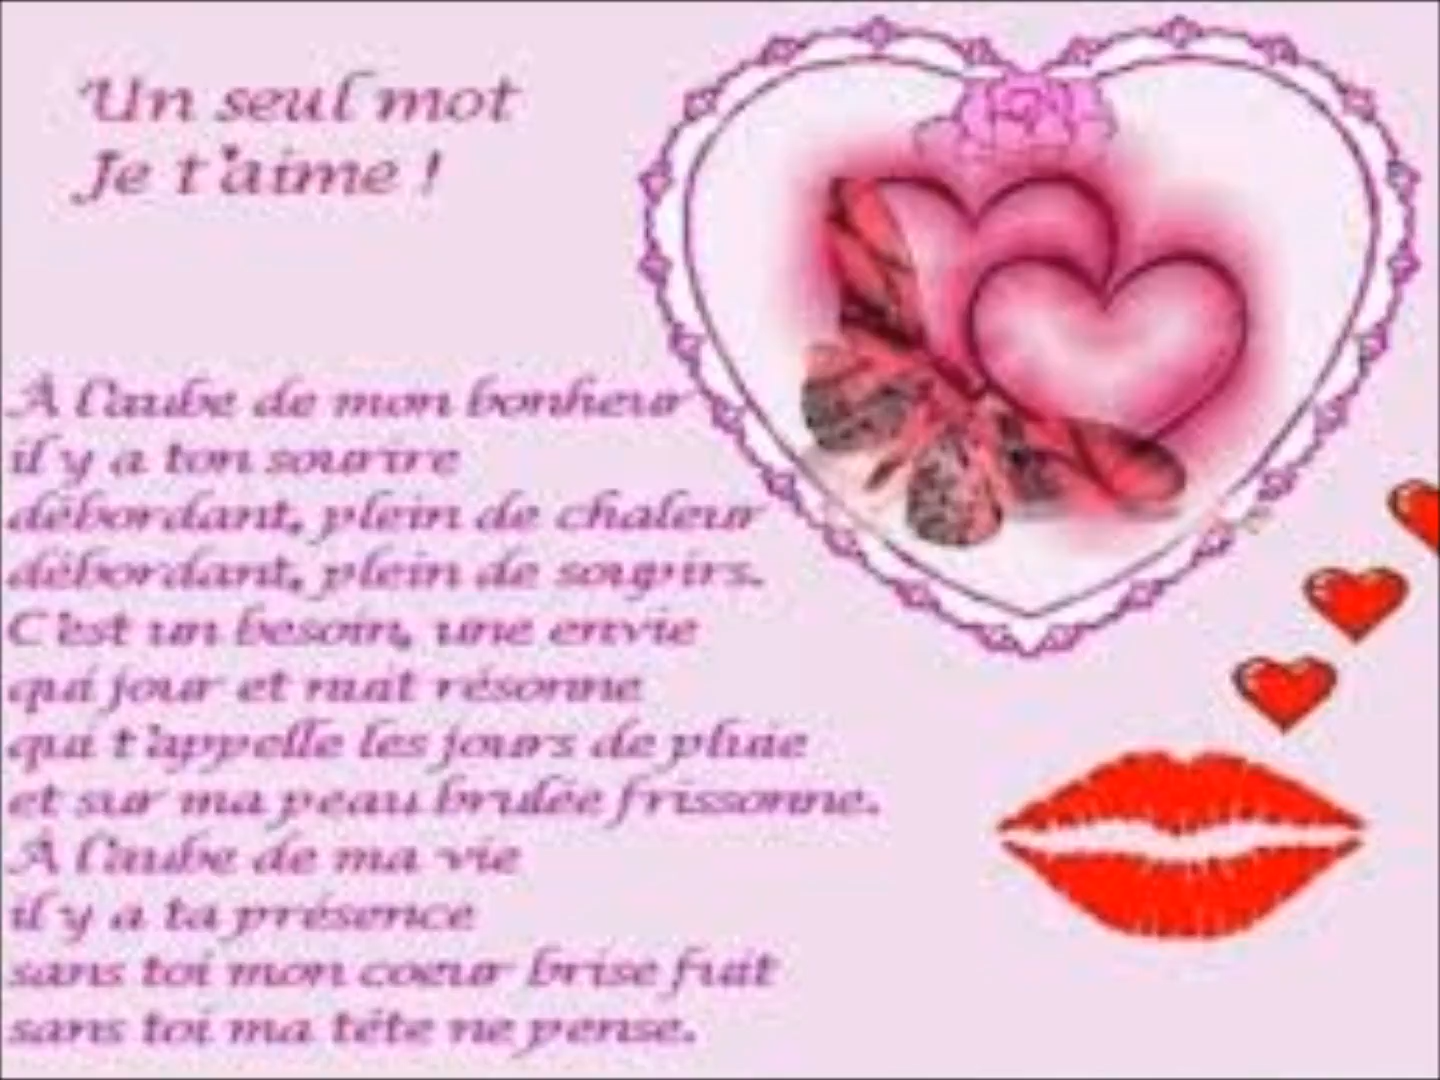 Un seul mot
Je t'aime !
À l'aube de mon bonheur
il y a ton sourire
débordant, plein de chaleur
débordant, plein de soupirs.
C'est un besoin, une envie
qui jour et nuit résonne
qui t'appelle les jours de pluie
et sur ma peau brulée frissonne.
À l'aube de ma vie
il y a ta présence
sans toi mon coeur brise fuit
sans toi ma tête ne pense.